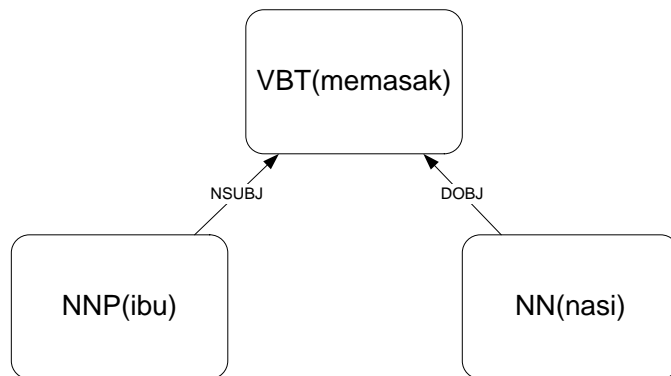 VBT(memasak)
NSUBJ
DOBJ
NNP(ibu)
NN(nasi)